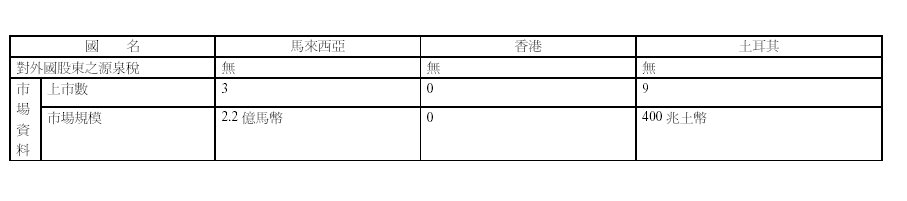 國 名 馬來西亞 香港 土耳其
對外國股東之源泉稅 無 無 無
市場資料 上市數 3 0 9
市場規模 2.2 億馬幣 0 400 兆土幣